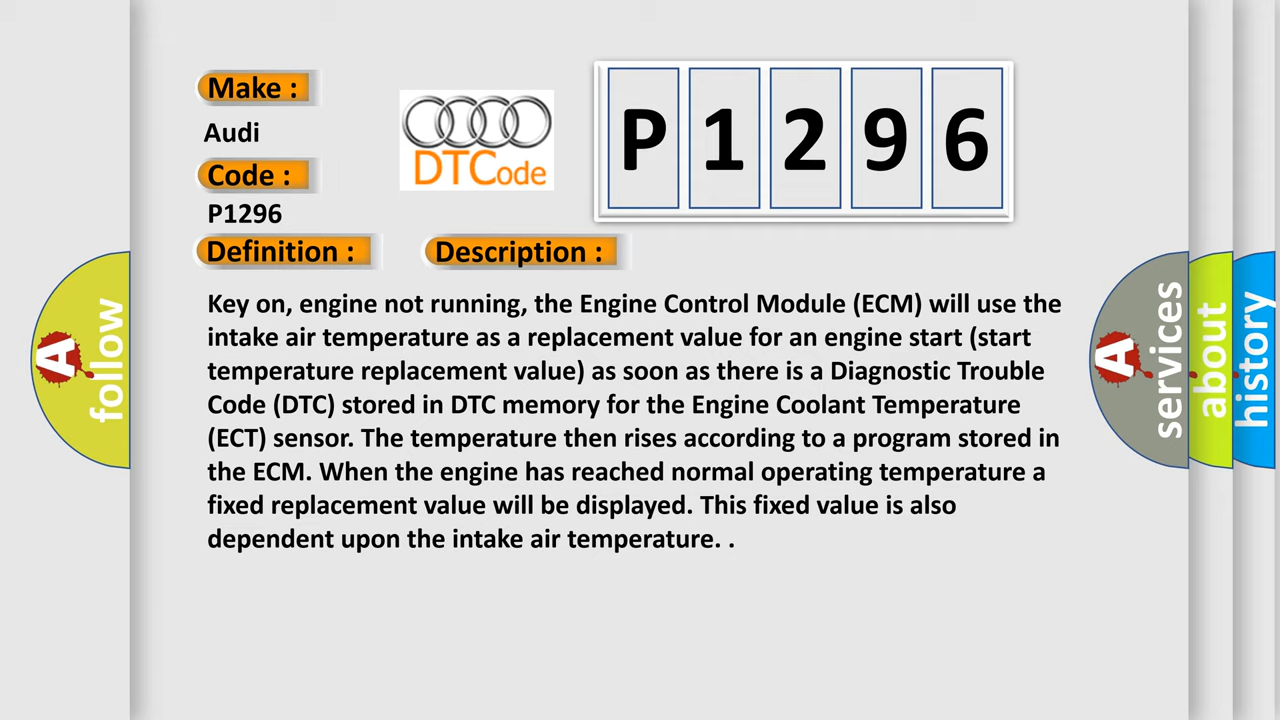 Make :
Audi
Code :
P1296
DTCode
P1296
Definition :
Description :
Key on, engine not running, the Engine Control Module (ECM) will use the
intake air temperature as a replacement value for an engine start (start
temperature replacement value) as soon as there is a Diagnostic Trouble
Code (DTC) stored in DTC memory for the Engine Coolant Temperature
(ECT) sensor. The temperature then rises according to a program stored in
the ECM. When the engine has reached normal operating temperature a
fixed replacement value will be displayed. This fixed value is also
dependent upon the intake air temperature. .
A
follow
A
services
about
history